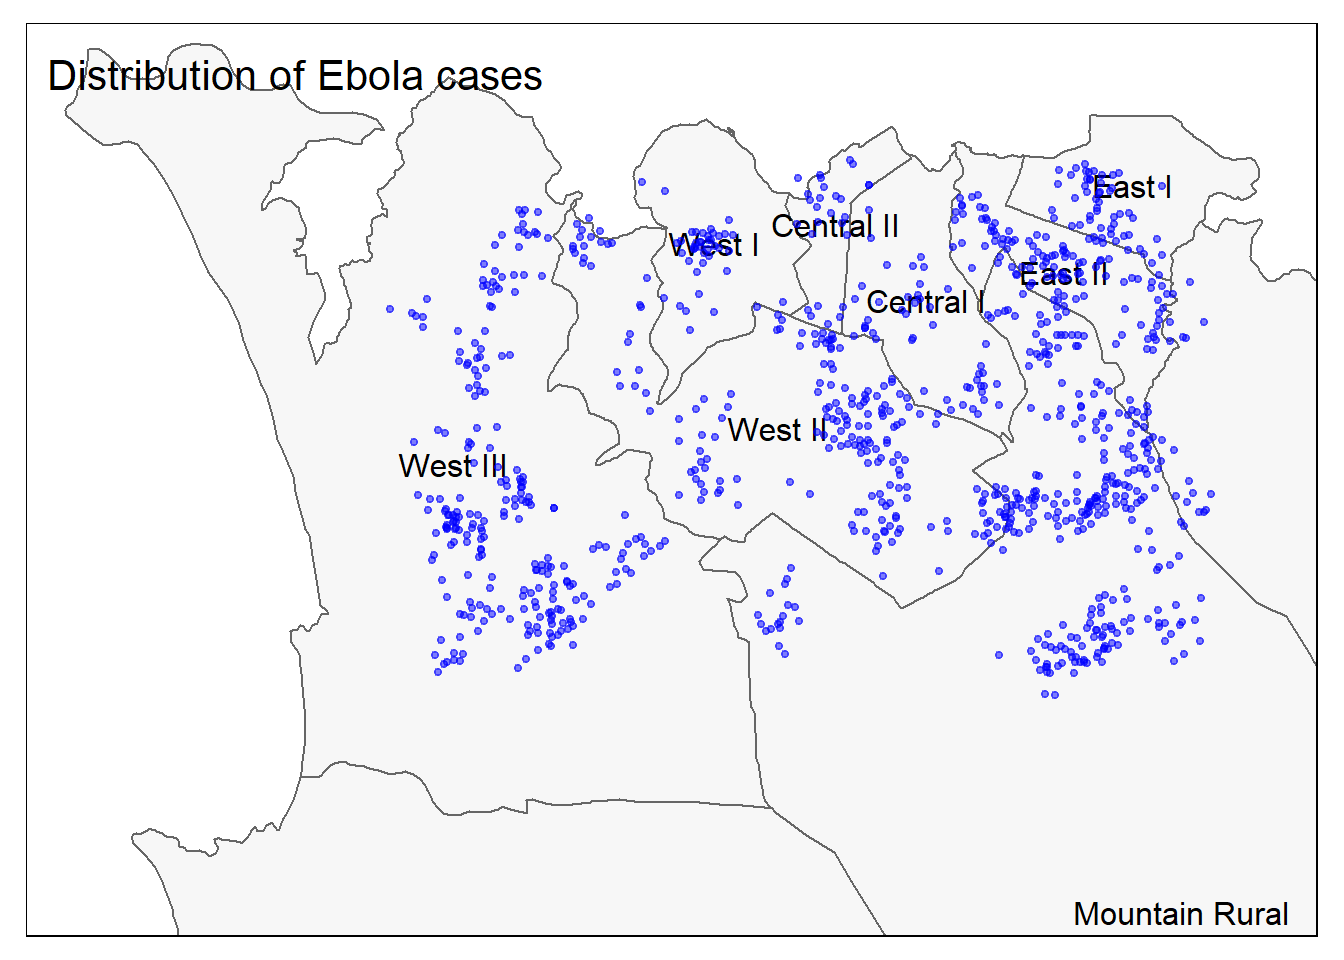 Distribution of Ebola cases
East I
Central II
West I
East II
Central I
West II
West III
Mountain Rural